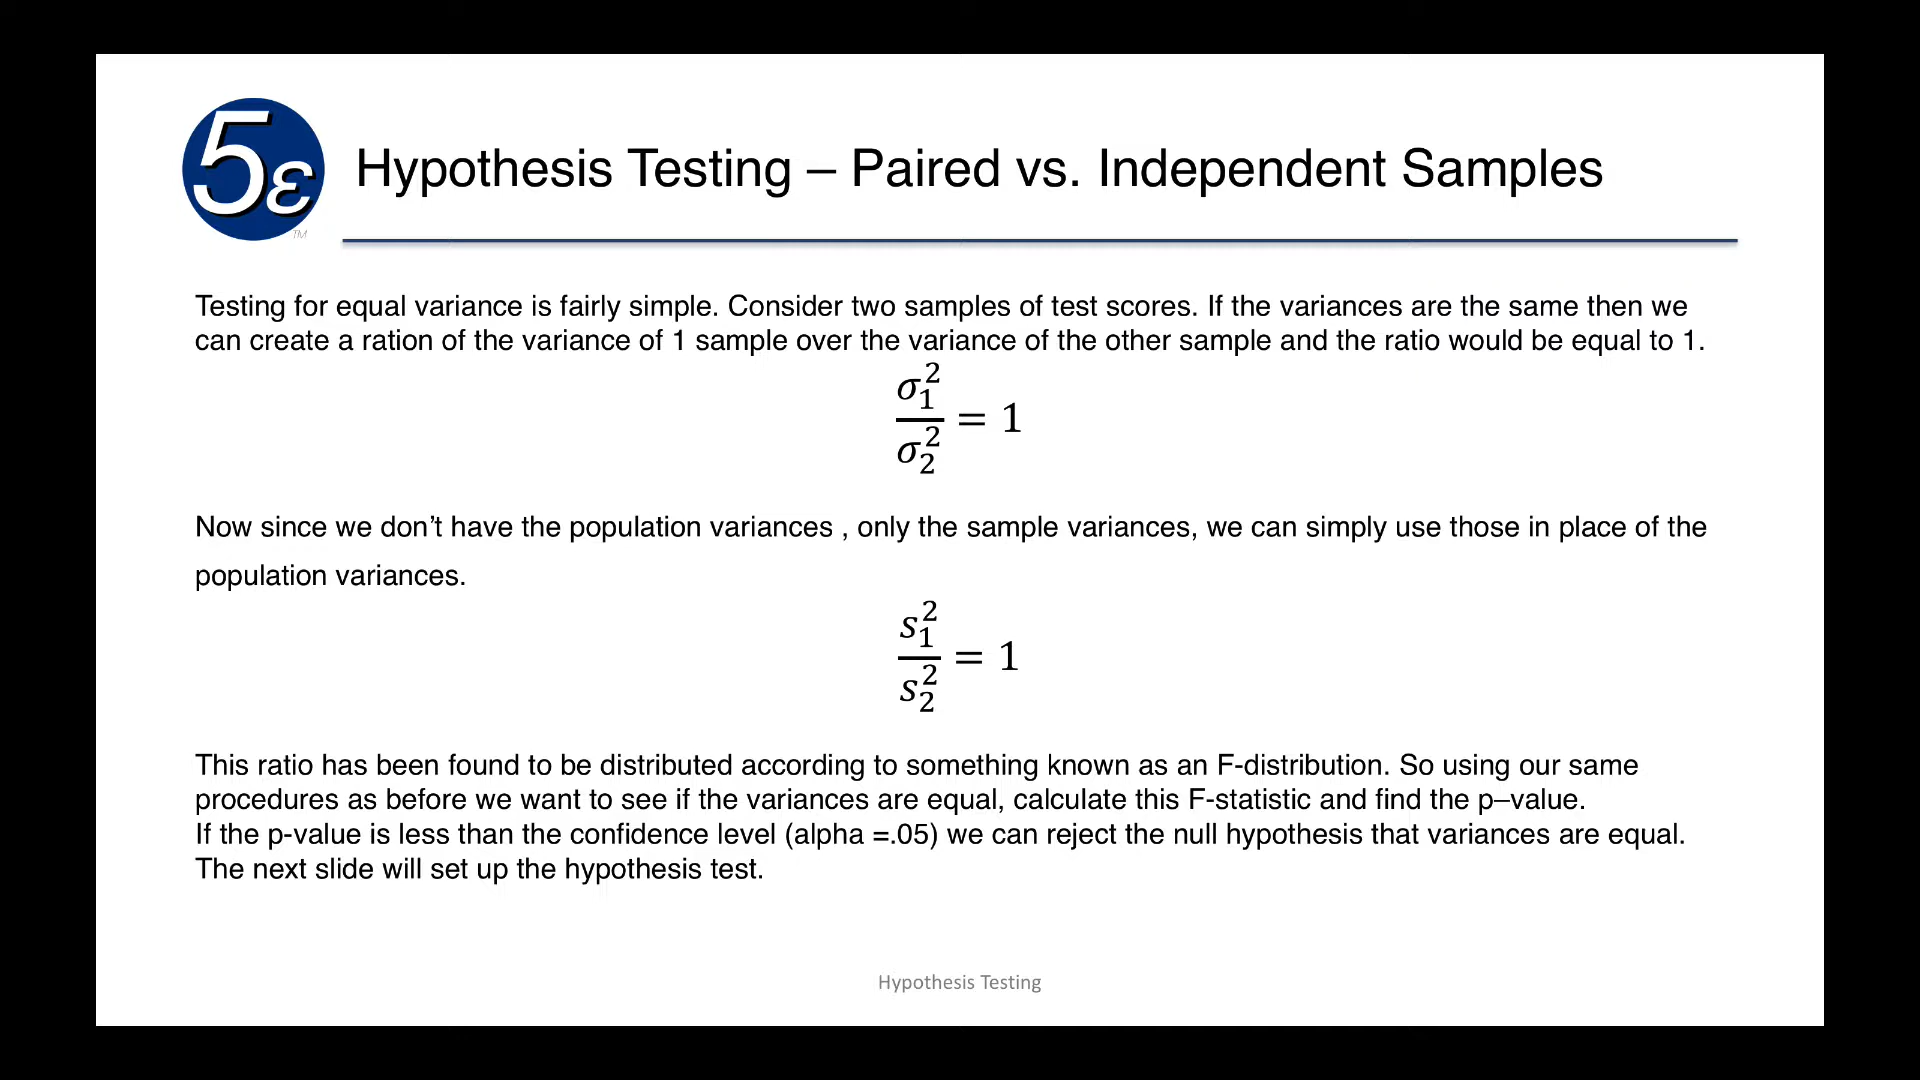 5ε
TM
Hypothesis Testing – Paired vs. Independent Samples
Testing for equal variance is fairly simple. Consider two samples of test scores. If the variances are the same then we
can create a ration of the variance of 1 sample over the variance of the other sample and the ratio would be equal to 1.
σ₁²/σ₂² = 1
Now since we don’t have the population variances , only the sample variances, we can simply use those in place of the
population variances.
s₁²/s₂² = 1
This ratio has been found to be distributed according to something known as an F-distribution. So using our same
procedures as before we want to see if the variances are equal, calculate this F-statistic and find the p–value.
If the p-value is less than the confidence level (alpha =.05) we can reject the null hypothesis that variances are equal.
The next slide will set up the hypothesis test.
Hypothesis Testing